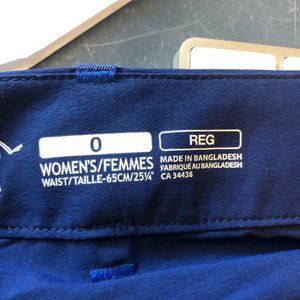 0
WOMEN'S/FEMMES
WAIST/TAILLE-65CM/25¼"
REG
MADE IN BANGLADESH
FABRIQUÉ AU BANGLADESH
CA 34438